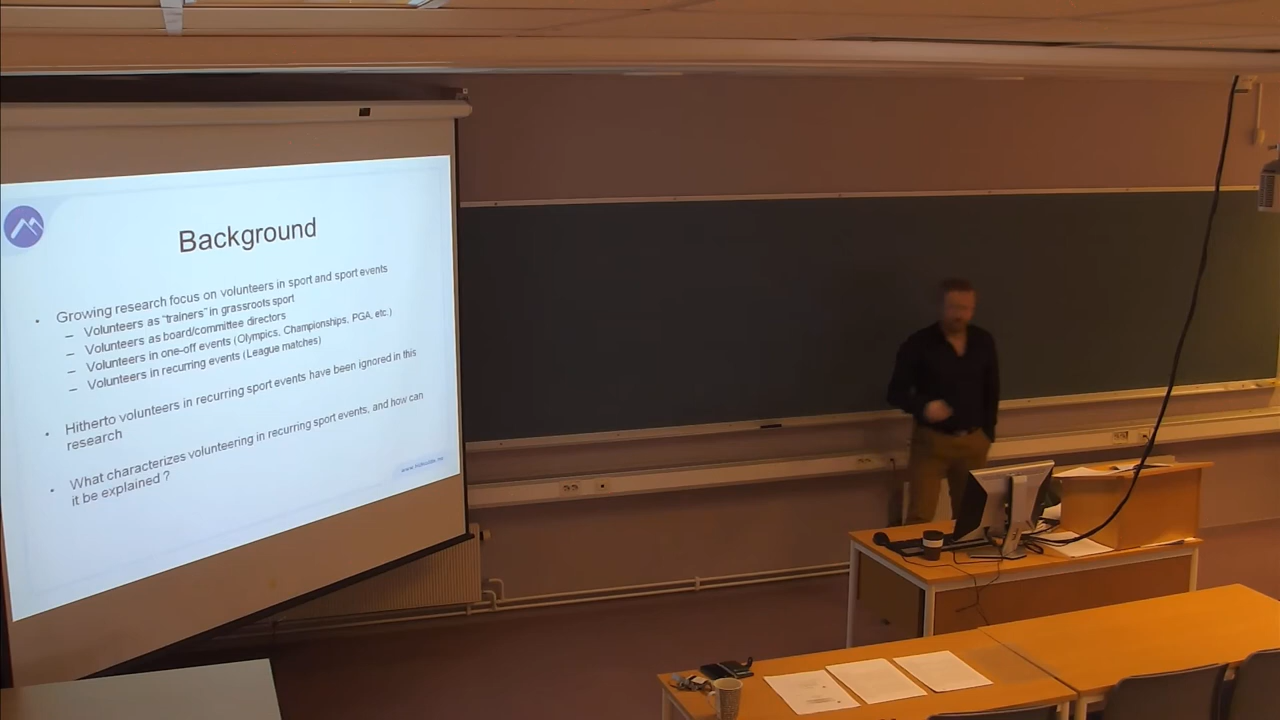 Background
• Growing research focus on volunteers in sport and sport events
– Volunteers as "trainers" in grassroots sport
– Volunteers as board/committee directors
– Volunteers in one-off events (Olympics, Championships, PGA, etc.)
– Volunteers in recurring events (League matches)
• Hitherto volunteers in recurring sport events have been ignored in this
research
• What characterizes volunteering in recurring sport events, and how can
it be explained ?